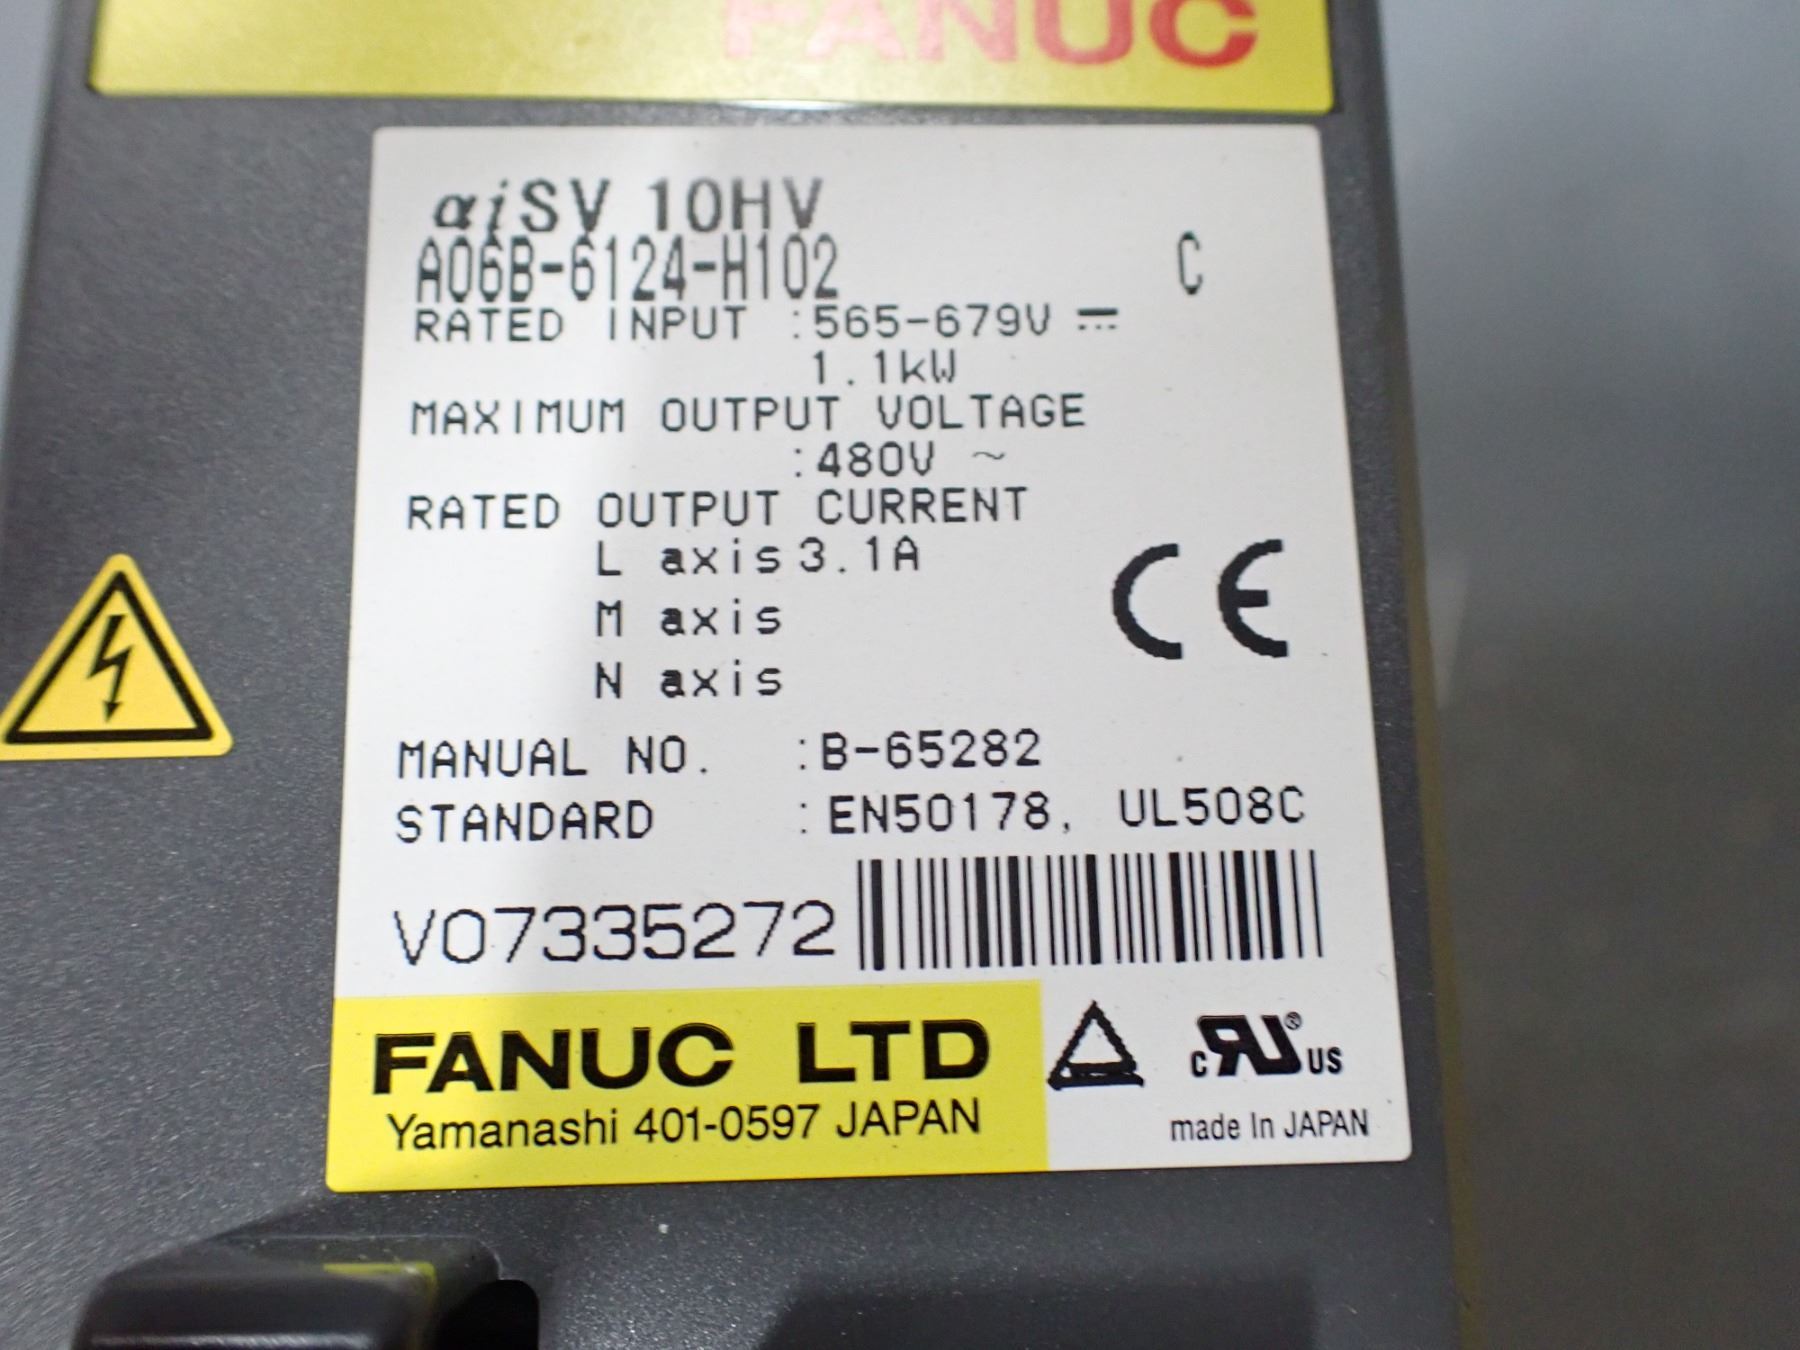 FANUC
αiSV 10HV
A06B-6124-H102 C
RATED INPUT :565-679V ⎓
1.1kW
MAXIMUM OUTPUT VOLTAGE
:480V ~
RATED OUTPUT CURRENT
L axis 3.1A
M axis
N axis
CE
MANUAL NO. :B-65282
STANDARD :EN50178, UL508C
V07335272
FANUC LTD
Yamanashi 401-0597 JAPAN
c RU ® US
made In JAPAN